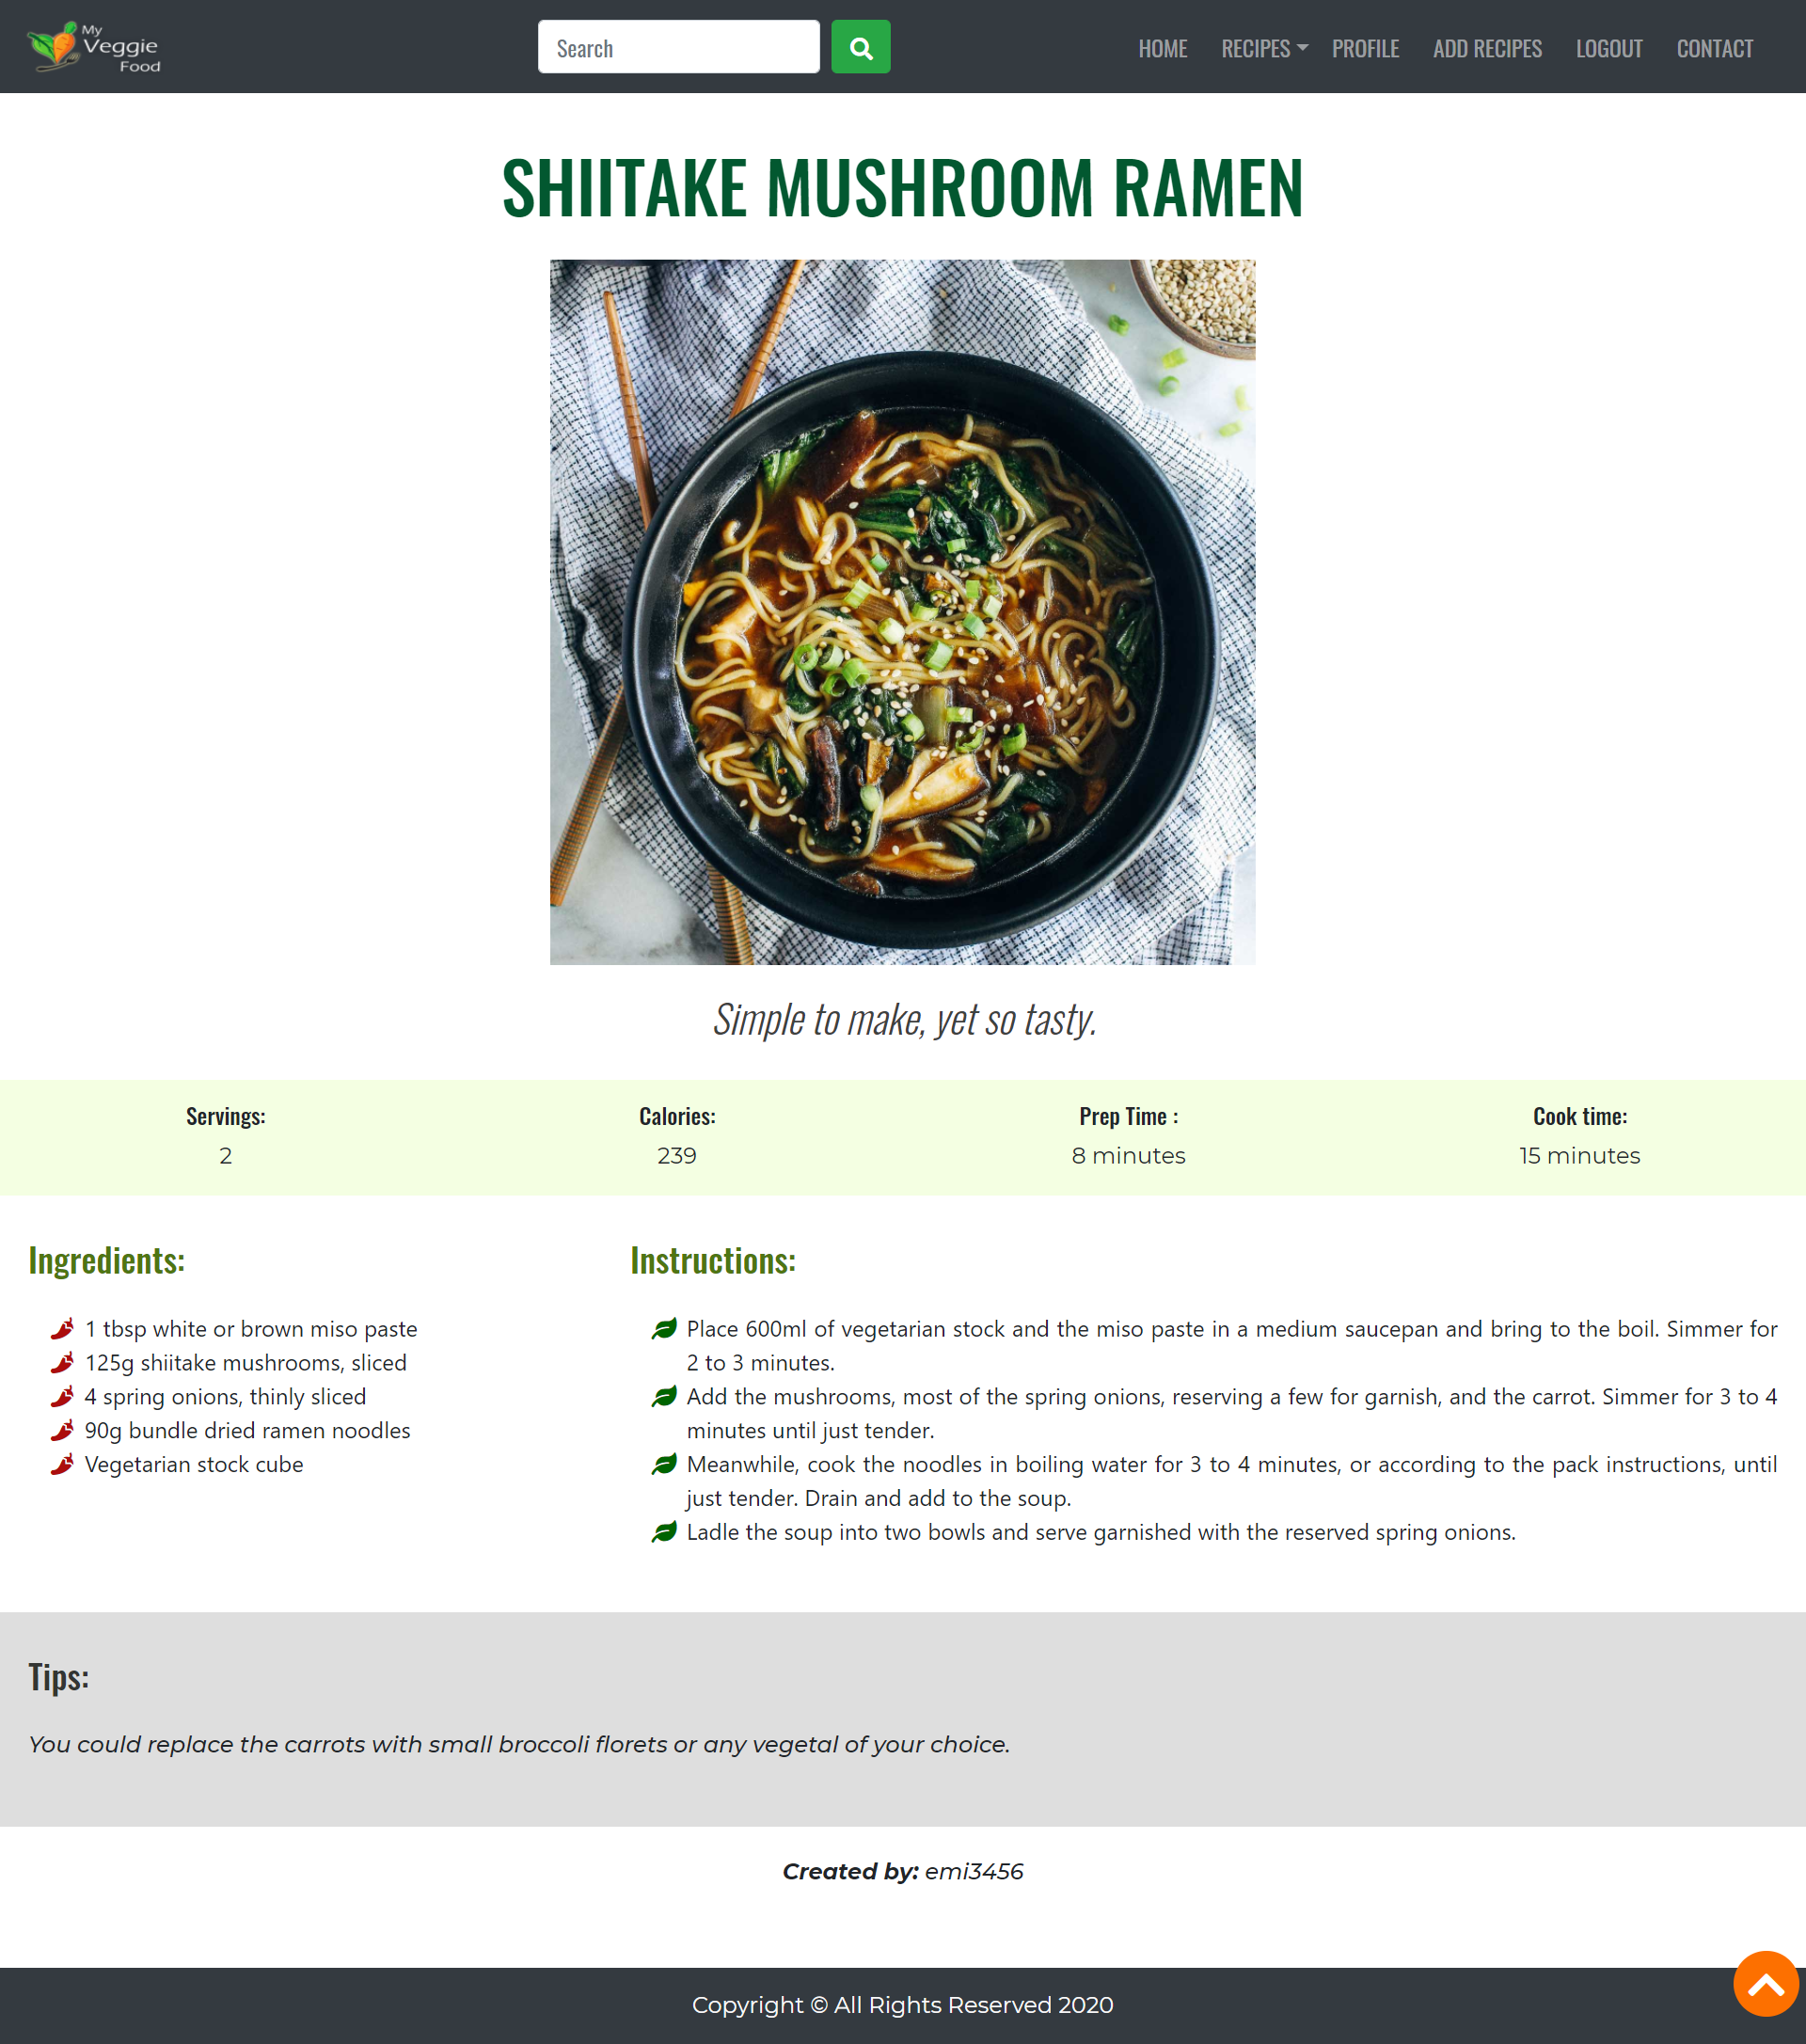 My
Veggie
Food
Search
HOME RECIPES PROFILE ADD RECIPES LOGOUT CONTACT
SHIITAKE MUSHROOM RAMEN
Simple to make, yet so tasty.
Servings: Calories: Prep Time : Cook time:
2 239 8 minutes 15 minutes
Ingredients:
1 tbsp white or brown miso paste
125g shiitake mushrooms, sliced
4 spring onions, thinly sliced
90g bundle dried ramen noodles
Vegetarian stock cube
Instructions:
Place 600ml of vegetarian stock and the miso paste in a medium saucepan and bring to the boil. Simmer for
2 to 3 minutes.
Add the mushrooms, most of the spring onions, reserving a few for garnish, and the carrot. Simmer for 3 to 4
minutes until just tender.
Meanwhile, cook the noodles in boiling water for 3 to 4 minutes, or according to the pack instructions, until
just tender. Drain and add to the soup.
Ladle the soup into two bowls and serve garnished with the reserved spring onions.
Tips:
You could replace the carrots with small broccoli florets or any vegetal of your choice.
Created by: emi3456
Copyright © All Rights Reserved 2020